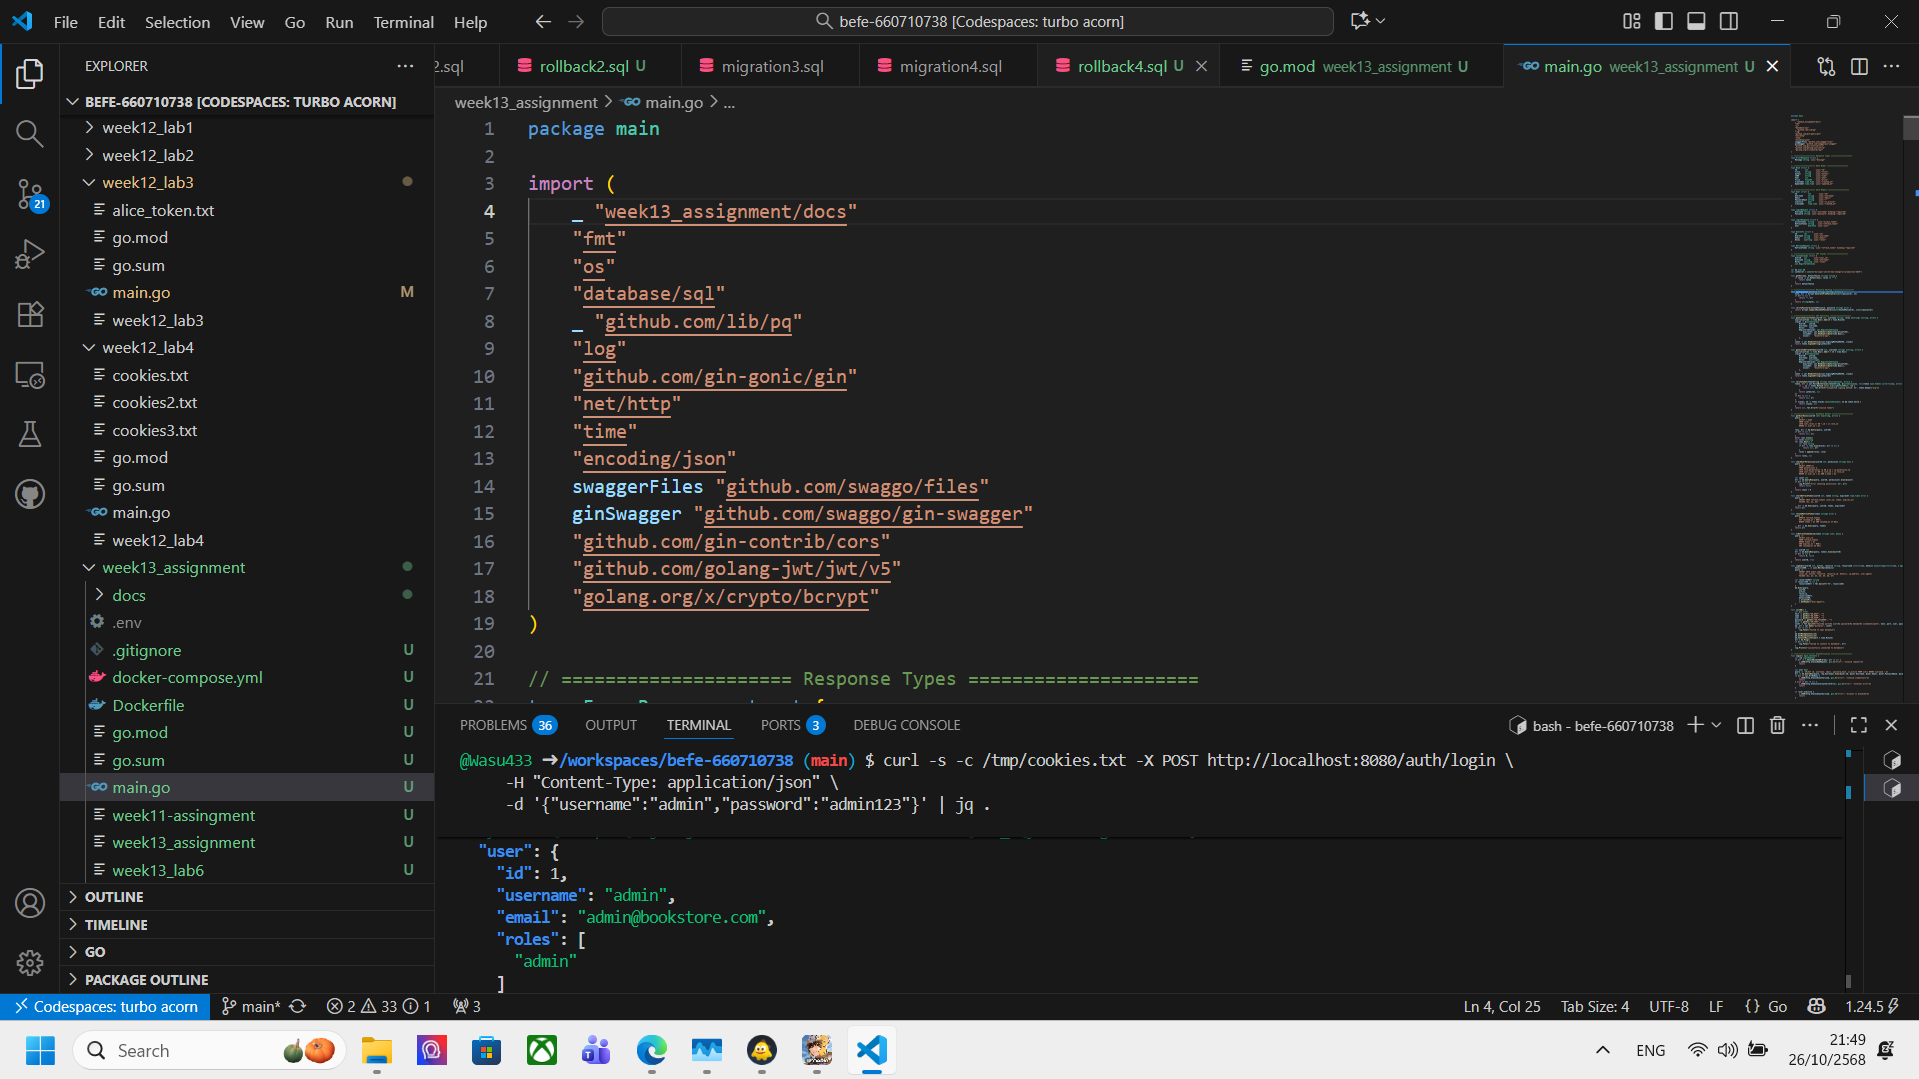 File Edit Selection View Go Run Terminal Help
befe-660710738 [Codespaces: turbo acorn]
EXPLORER
2.sql
rollback2.sql U
migration3.sql
migration4.sql
rollback4.sql U
go.mod week13_assignment U
main.go week13_assignment U
BEFE-660710738 [CODESPACES: TURBO ACORN]
week12_lab1
week12_lab2
week12_lab3
alice_token.txt
go.mod
go.sum
main.go M
week12_lab3
week12_lab4
cookies.txt
cookies2.txt
cookies3.txt
go.mod
go.sum
main.go
week12_lab4
week13_assignment
docs
.env
.gitignore U
docker-compose.yml U
Dockerfile U
go.mod U
go.sum U
main.go U
week11-assingment U
week13_assignment U
week13_lab6 U
OUTLINE
TIMELINE
GO
PACKAGE OUTLINE
21
week13_assignment > main.go > ...
1 package main
2
3 import (
4 _ "week13_assignment/docs"
5 "fmt"
6 "os"
7 "database/sql"
8 _ "github.com/lib/pq"
9 "log"
10 "github.com/gin-gonic/gin"
11 "net/http"
12 "time"
13 "encoding/json"
14 swaggerFiles "github.com/swaggo/files"
15 ginSwagger "github.com/swaggo/gin-swagger"
16 "github.com/gin-contrib/cors"
17 "github.com/golang-jwt/jwt/v5"
18 "golang.org/x/crypto/bcrypt"
19 )
20
21 // ===================== Response Types =====================
PROBLEMS 36 OUTPUT TERMINAL PORTS 3 DEBUG CONSOLE
bash - befe-660710738
@Wasu433 ➜/workspaces/befe-660710738 (main) $ curl -s -c /tmp/cookies.txt -X POST http://localhost:8080/auth/login \
-H "Content-Type: application/json" \
-d '{"username":"admin","password":"admin123"}' | jq .
"user": {
"id": 1,
"username": "admin",
"email": "admin@bookstore.com",
"roles": [
"admin"
]
Codespaces: turbo acorn main* 2 33 1 3
Ln 4, Col 25 Tab Size: 4 UTF-8 LF {} Go 1.24.5
Search
ENG
21:49
26/10/2568